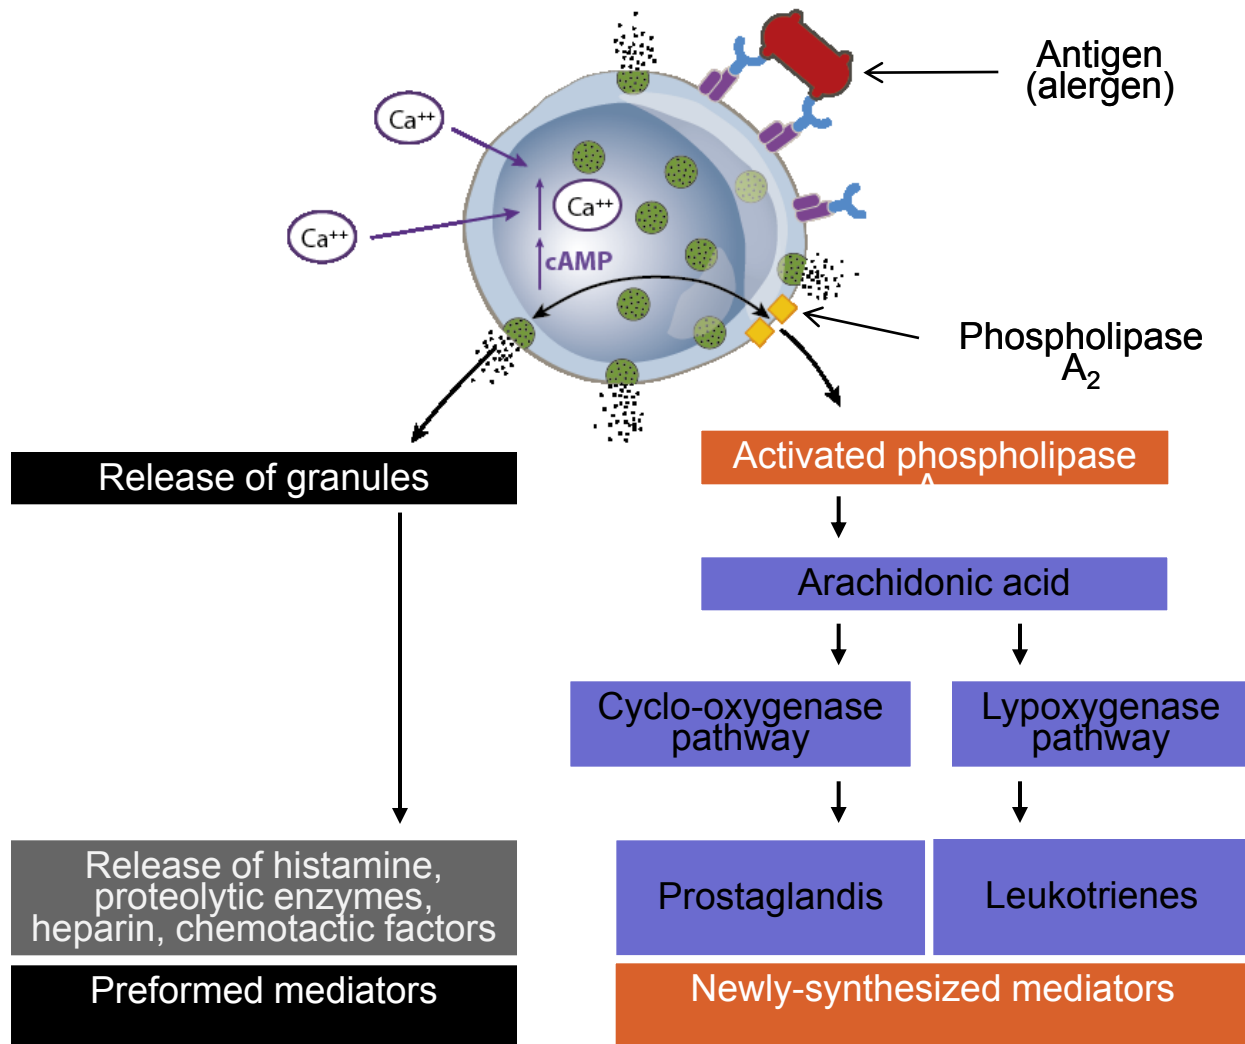 Antigen
(alergen)
Ca++
Ca++
Ca++
cAMP
Phospholipase
A2
Release of granules
Activated phospholipase
A
Arachidonic acid
Cyclo-oxygenase
pathway
Lypoxygenase
pathway
Release of histamine,
proteolytic enzymes,
heparin, chemotactic factors
Prostaglandis
Leukotrienes
Preformed mediators
Newly-synthesized mediators